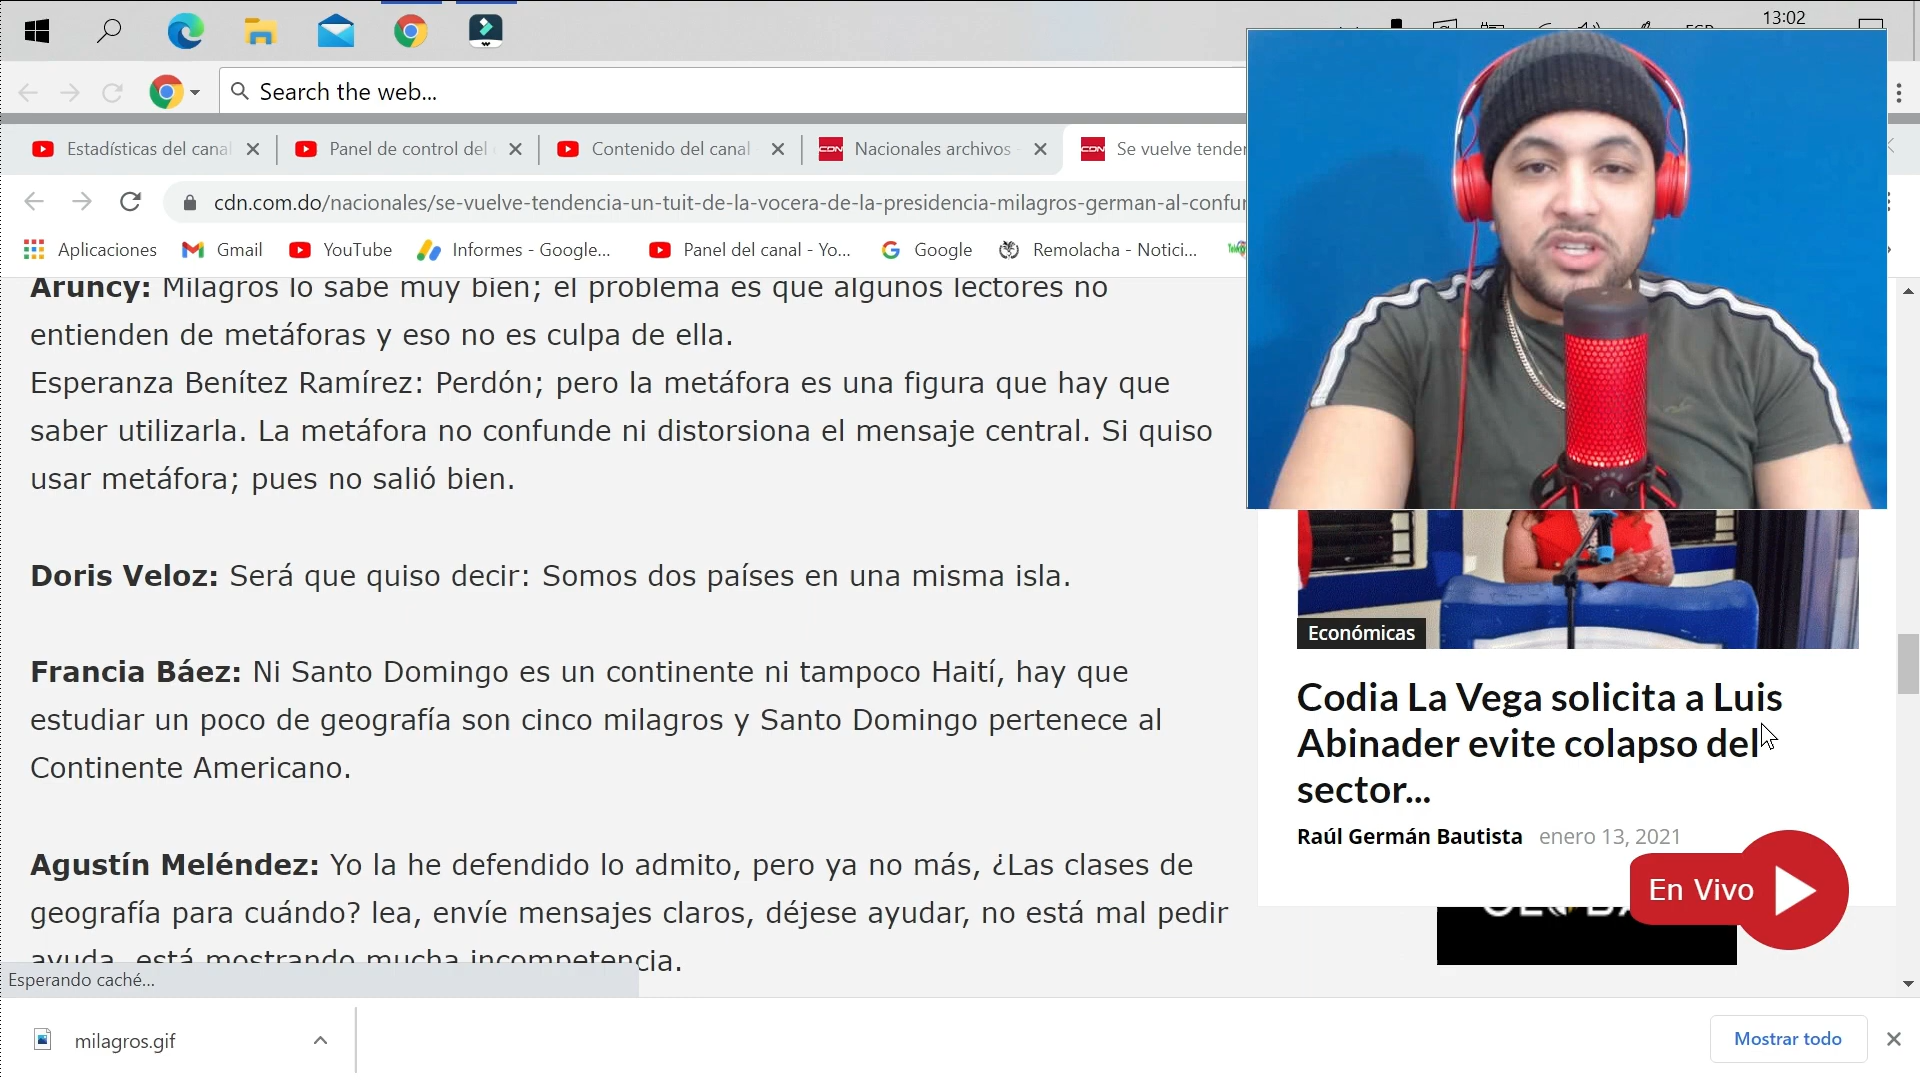 13:02
Search the web...
Estadísticas del canal
Panel de control del
Contenido del canal
CDN Nacionales archivos
CDN Se vuelve tenden
cdn.com.do/nacionales/se-vuelve-tendencia-un-tuit-de-la-vocera-de-la-presidencia-milagros-german-al-confun
Aplicaciones
Gmail
YouTube
Informes - Google...
Panel del canal - Yo...
Google
Remolacha - Notici...
Aruncy: Milagros lo sabe muy bien; el problema es que algunos lectores no
entienden de metáforas y eso no es culpa de ella.
Esperanza Benítez Ramírez: Perdón; pero la metáfora es una figura que hay que
saber utilizarla. La metáfora no confunde ni distorsiona el mensaje central. Si quiso
usar metáfora; pues no salió bien.
Doris Veloz: Será que quiso decir: Somos dos países en una misma isla.
Francia Báez: Ni Santo Domingo es un continente ni tampoco Haití, hay que
estudiar un poco de geografía son cinco milagros y Santo Domingo pertenece al
Continente Americano.
Agustín Meléndez: Yo la he defendido lo admito, pero ya no más, ¿Las clases de
geografía para cuándo? lea, envíe mensajes claros, déjese ayudar, no está mal pedir
ayuda, está mostrando mucha incompetencia.
Económicas
Codia La Vega solicita a Luis
Abinader evite colapso del
sector...
Raúl Germán Bautista enero 13, 2021
En Vivo
Esperando caché...
milagros.gif
Mostrar todo